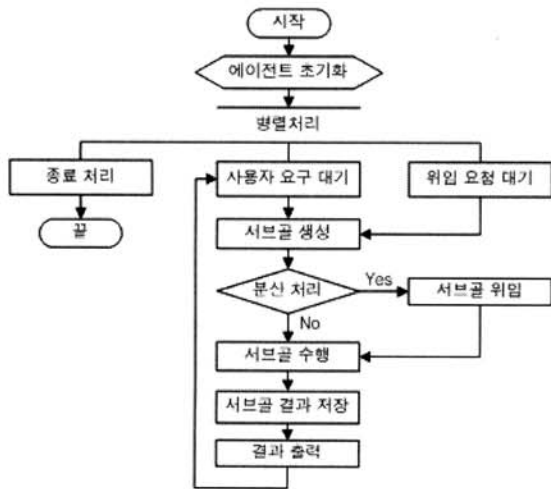 시작
에이전트 초기화
병렬처리
종료 처리
사용자 요구 대기
위임 요청 대기
끝
서브골 생성
분산 처리
Yes
서브골 위임
No
서브골 수행
서브골 결과 저장
결과 출력